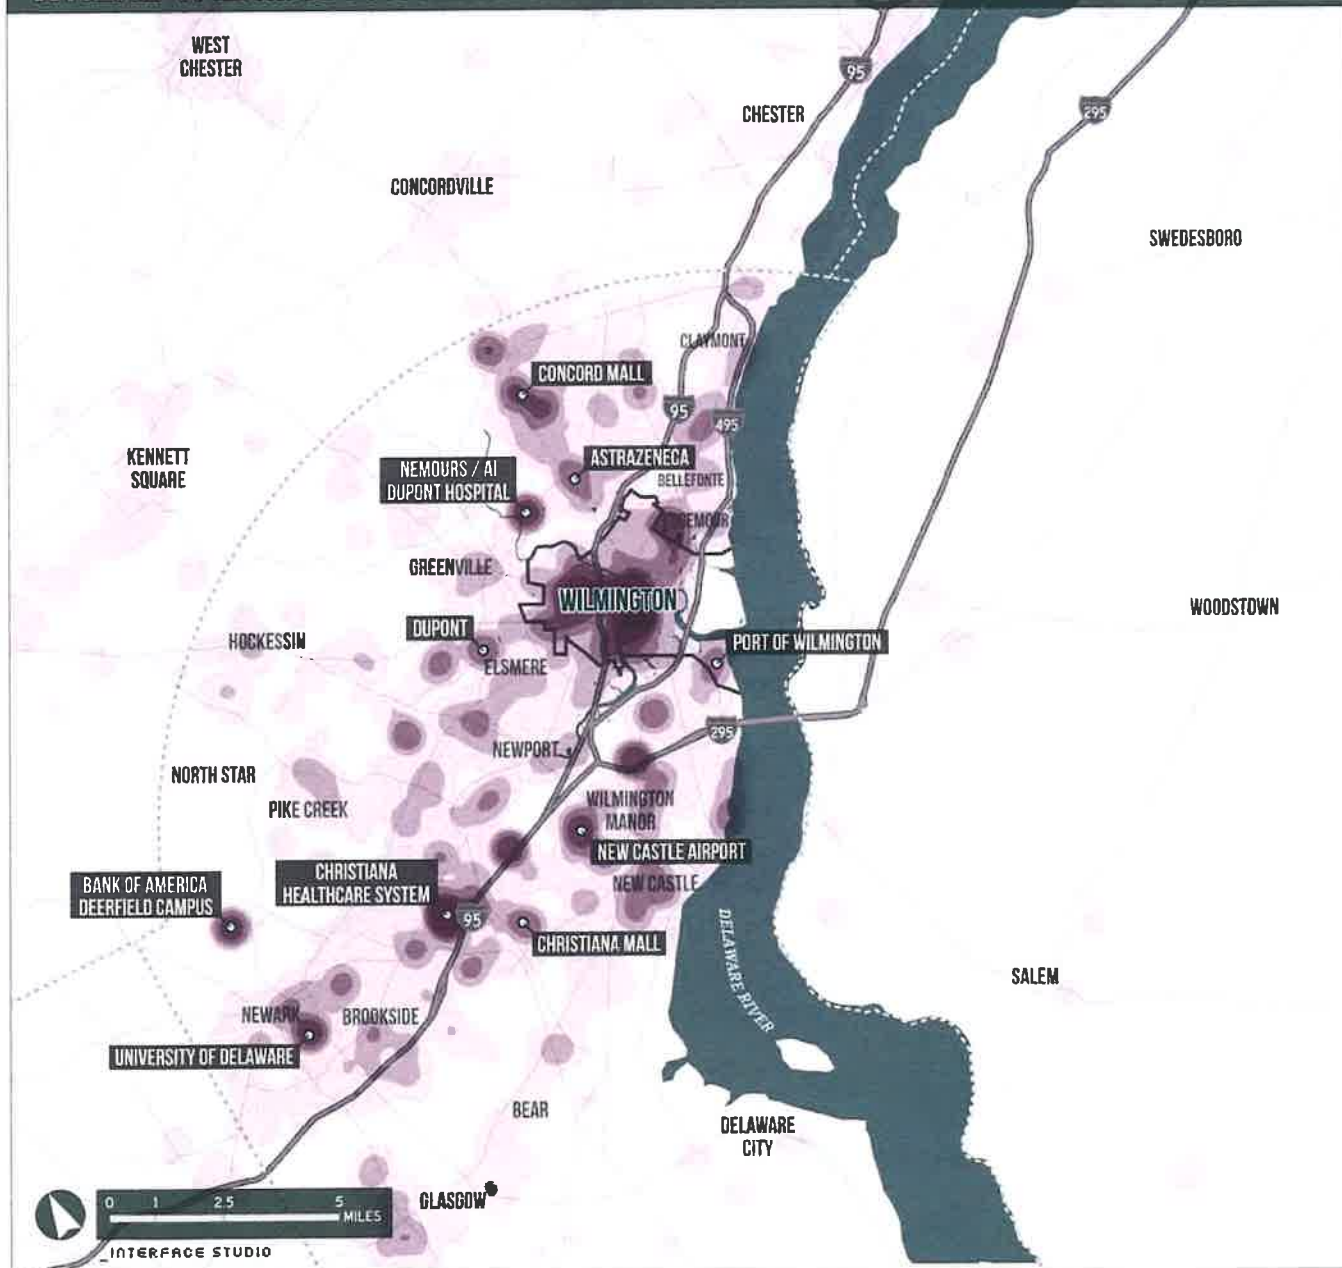 WEST
CHESTER
95
CHESTER
295
CONCORDVILLE
SWEDESBORO
CLAYMONT
CONCORD MALL
95
495
KENNETT
SQUARE
ASTRAZENECA
NEMOURS / AI
DUPONT HOSPITAL
BELLEFONTE
GREENVILLE
WILMINGTON
WOODSTOWN
DUPONT
HOCKESSIN
PORT OF WILMINGTON
ELSMERE
295
NEWPORT
NORTH STAR
PIKE CREEK
WILMINGTON
MANOR
NEW CASTLE AIRPORT
CHRISTIANA
HEALTHCARE SYSTEM
BANK OF AMERICA
DEERFIELD CAMPUS
NEW CASTLE
95
CHRISTIANA MALL
DELAWARE RIVER
SALEM
NEWARK
BROOKSIDE
UNIVERSITY OF DELAWARE
BEAR
DELAWARE
CITY
GLASGOW
0 1 2.5 5
MILES
_INTERFACE STUDIO